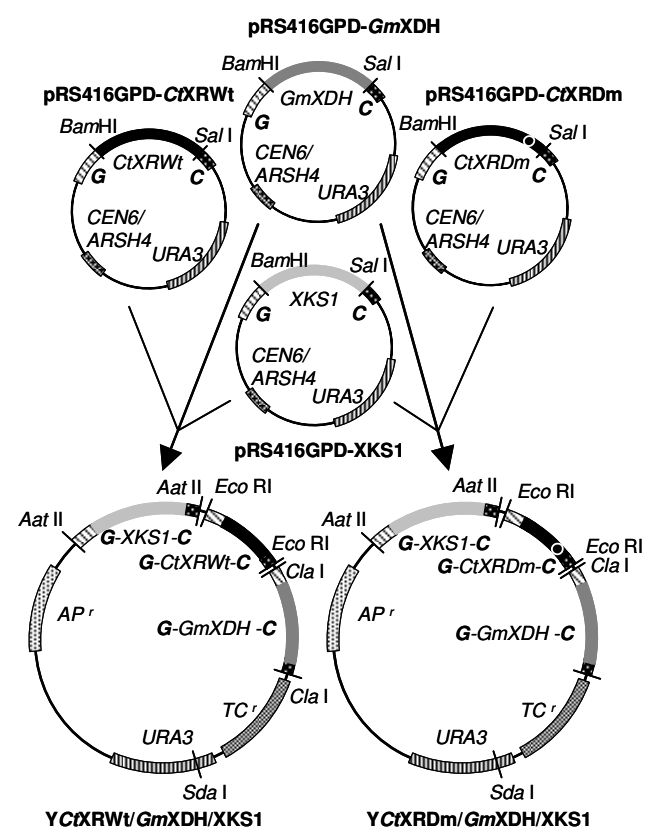 pRS416GPD-GmXDH
BamHI
Sal I
GmXDH
G
C
CEN6/
ARSH4
URA3
pRS416GPD-CtXRWt
BamHI
Sal I
CtXRWt
G
C
CEN6/
ARSH4
URA3
pRS416GPD-CtXRDm
BamHI
Sal I
CtXRDm
G
C
CEN6/
ARSH4
URA3
BamHI
Sal I
XKS1
G
C
CEN6/
ARSH4
URA3
pRS416GPD-XKS1
Aat II
Eco RI
Aat II
G-XKS1-C
Eco RI
G-CtXRWt-C
Cla I
AP r
G-GmXDH -C
Cla I
TC r
URA3
Sda I
YCtXRWt/GmXDH/XKS1
Aat II
Eco RI
Aat II
G-XKS1-C
Eco RI
G-CtXRDm-C
Cla I
AP r
G-GmXDH -C
TC r
URA3
Sda I
YCtXRDm/GmXDH/XKS1